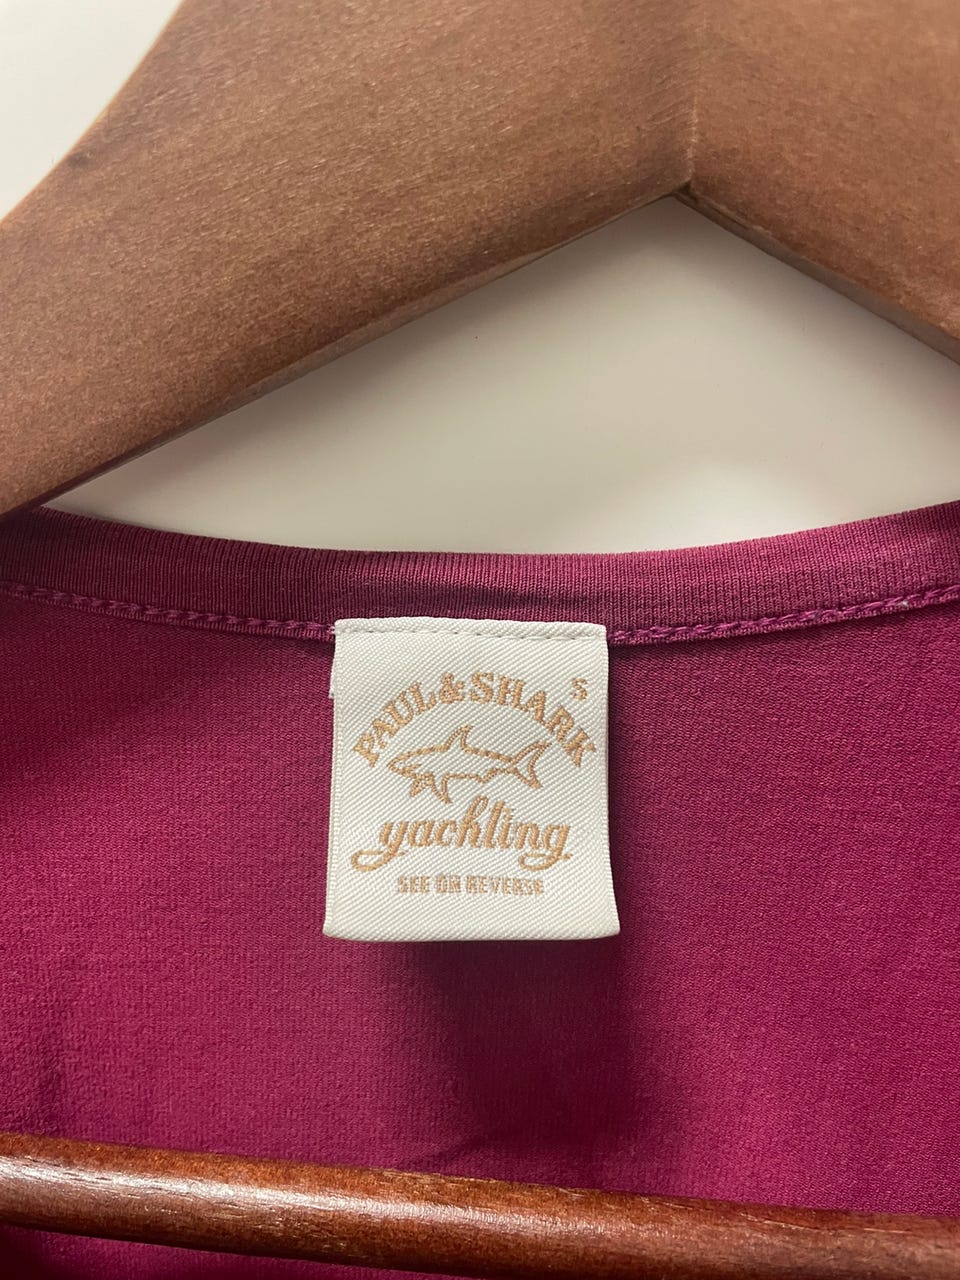 S
PAUL & SHARK
yachting
SEE ON REVERSE